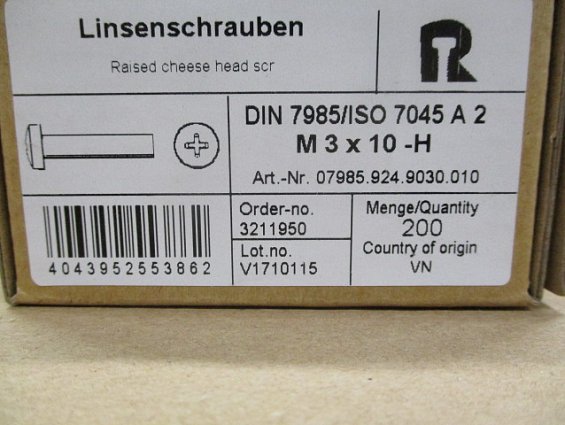 Linsenschrauben
Raised cheese head scr
R
DIN 7985/ISO 7045 A 2
M 3 x 10 -H
Art.-Nr. 07985.924.9030.010
4043952553862
Order-no.
3211950
Lot.no.
V1710115
Menge/Quantity
200
Country of origin
VN